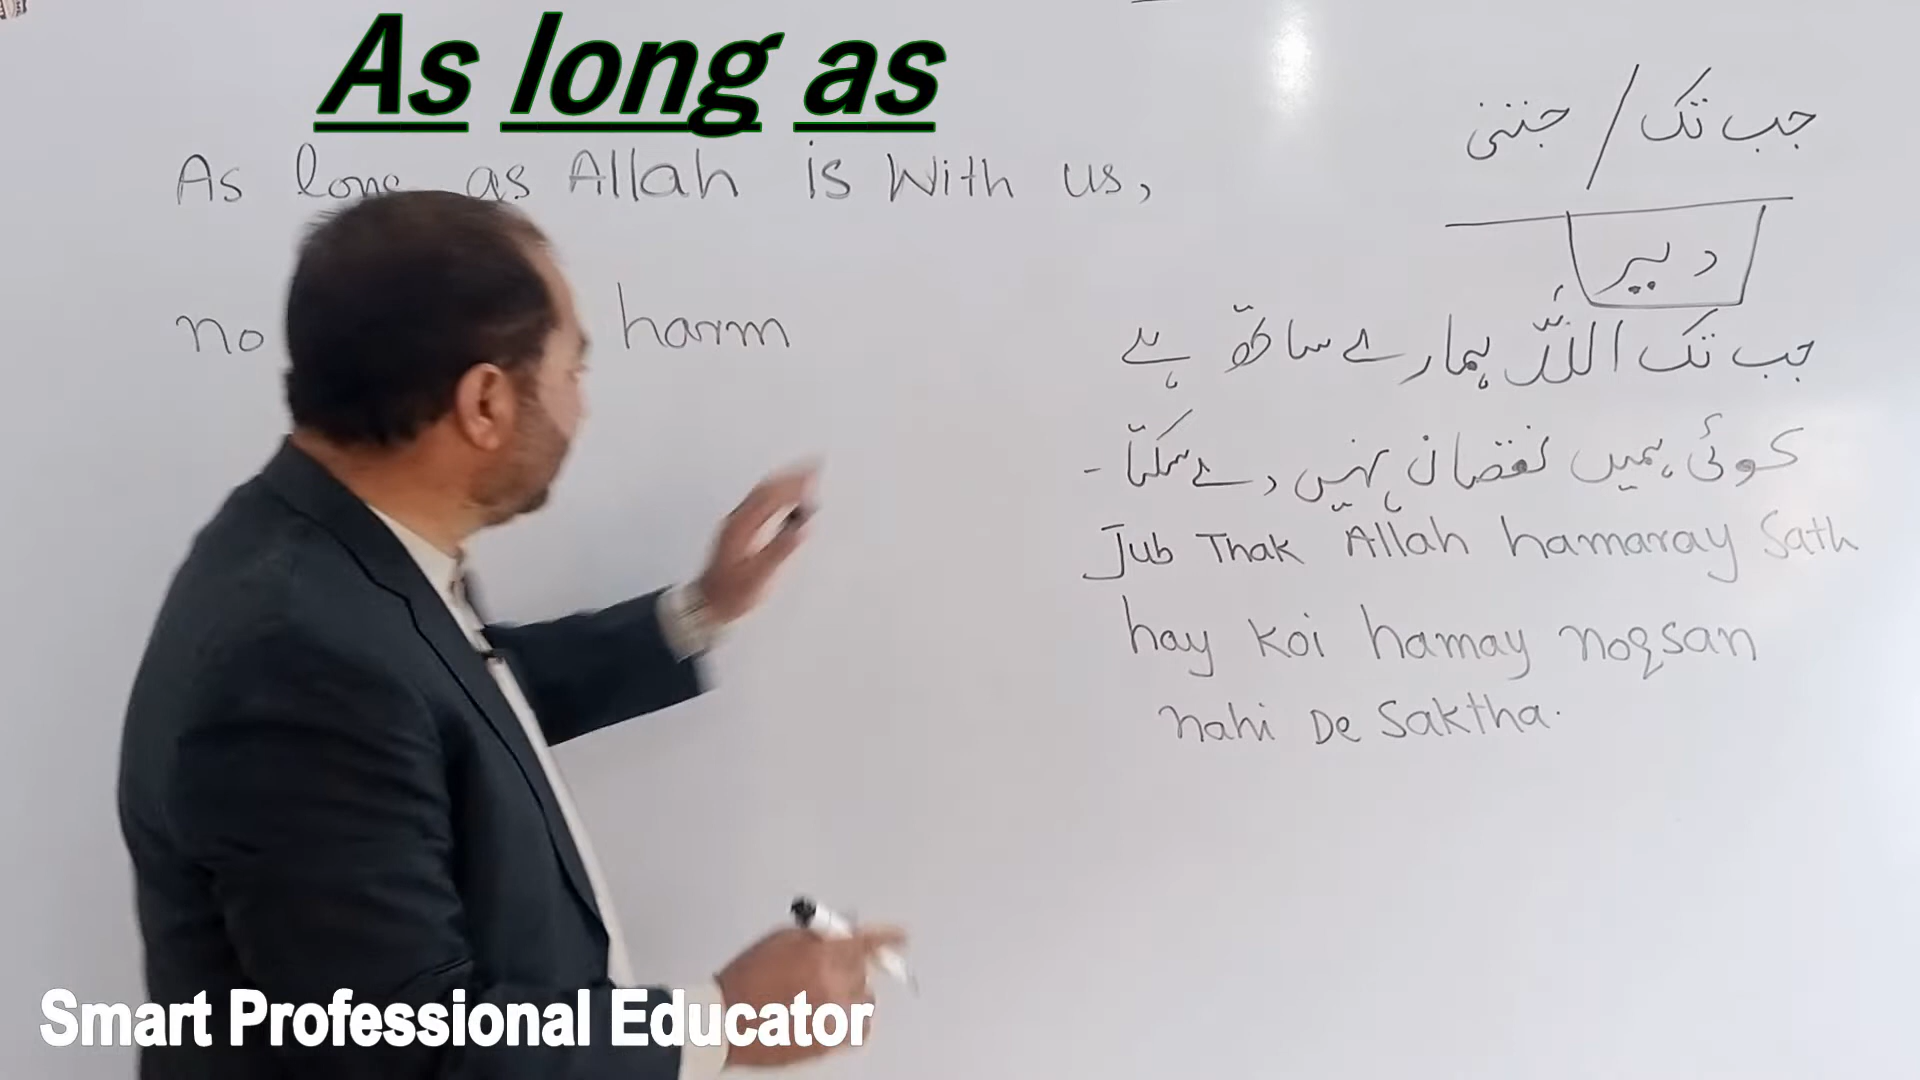 As long as
As long as Allah is With us,
no harm
جب تک / جتنی
دیر
جب تک اللہ ہمارے ساتھ ہے
کوئی ہمیں نقصان نہیں دے سکتا -
Jub Thak Allah hamaray Sath
hay Koi hamay noqsan
nahi De Saktha.
Smart Professional Educator